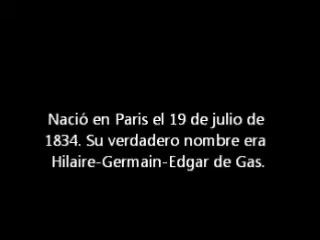 Nació en Paris el 19 de julio de
1834. Su verdadero nombre era
Hilaire-Germain-Edgar de Gas.